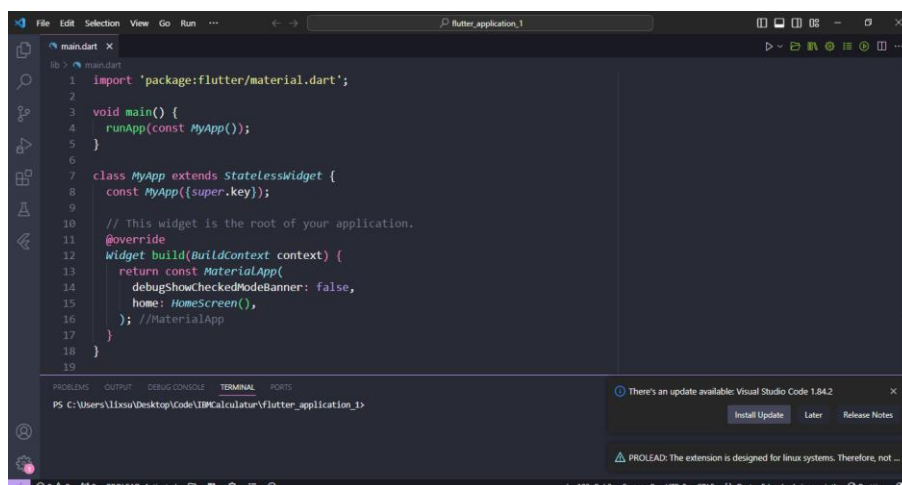 File Edit Selection View Go Run ...
flutter_application_1
main.dart
lib > main.dart
1 import 'package:flutter/material.dart';
2
3 void main() {
4 runApp(const MyApp());
5 }
6
7 class MyApp extends StatelessWidget {
8 const MyApp({super.key});
9
10 // This widget is the root of your application.
11 @override
12 Widget build(BuildContext context) {
13 return const MaterialApp(
14 debugShowCheckedModeBanner: false,
15 home: HomeScreen(),
16 ); //MaterialApp
17 }
18 }
19
PROBLEMS OUTPUT DEBUG CONSOLE TERMINAL PORTS
PS C:\Users\lixsu\Desktop\Code\IBMCalculatur\flutter_application_1>
There's an update available: Visual Studio Code 1.84.2
Install Update Later Release Notes
PROLEAD: The extension is designed for linux systems. Therefore, not ...